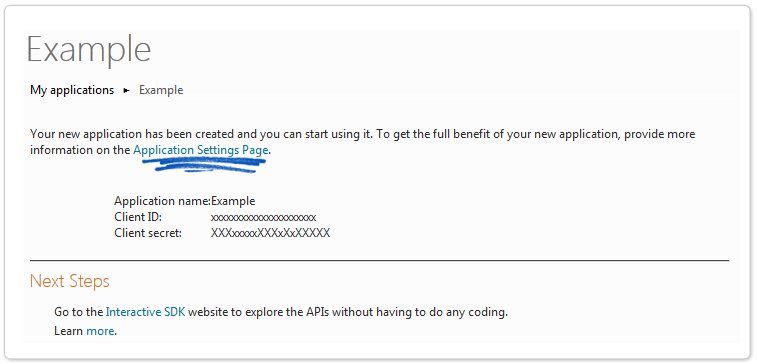 Example
My applications ▸ Example
Your new application has been created and you can start using it. To get the full benefit of your new application, provide more
information on the Application Settings Page.
Application name:Example
Client ID: xxxxxxxxxxxxxxxxxxxx
Client secret: XXXxxxxxXXXxXxXXXXX
Next Steps
Go to the Interactive SDK website to explore the APIs without having to do any coding.
Learn more.